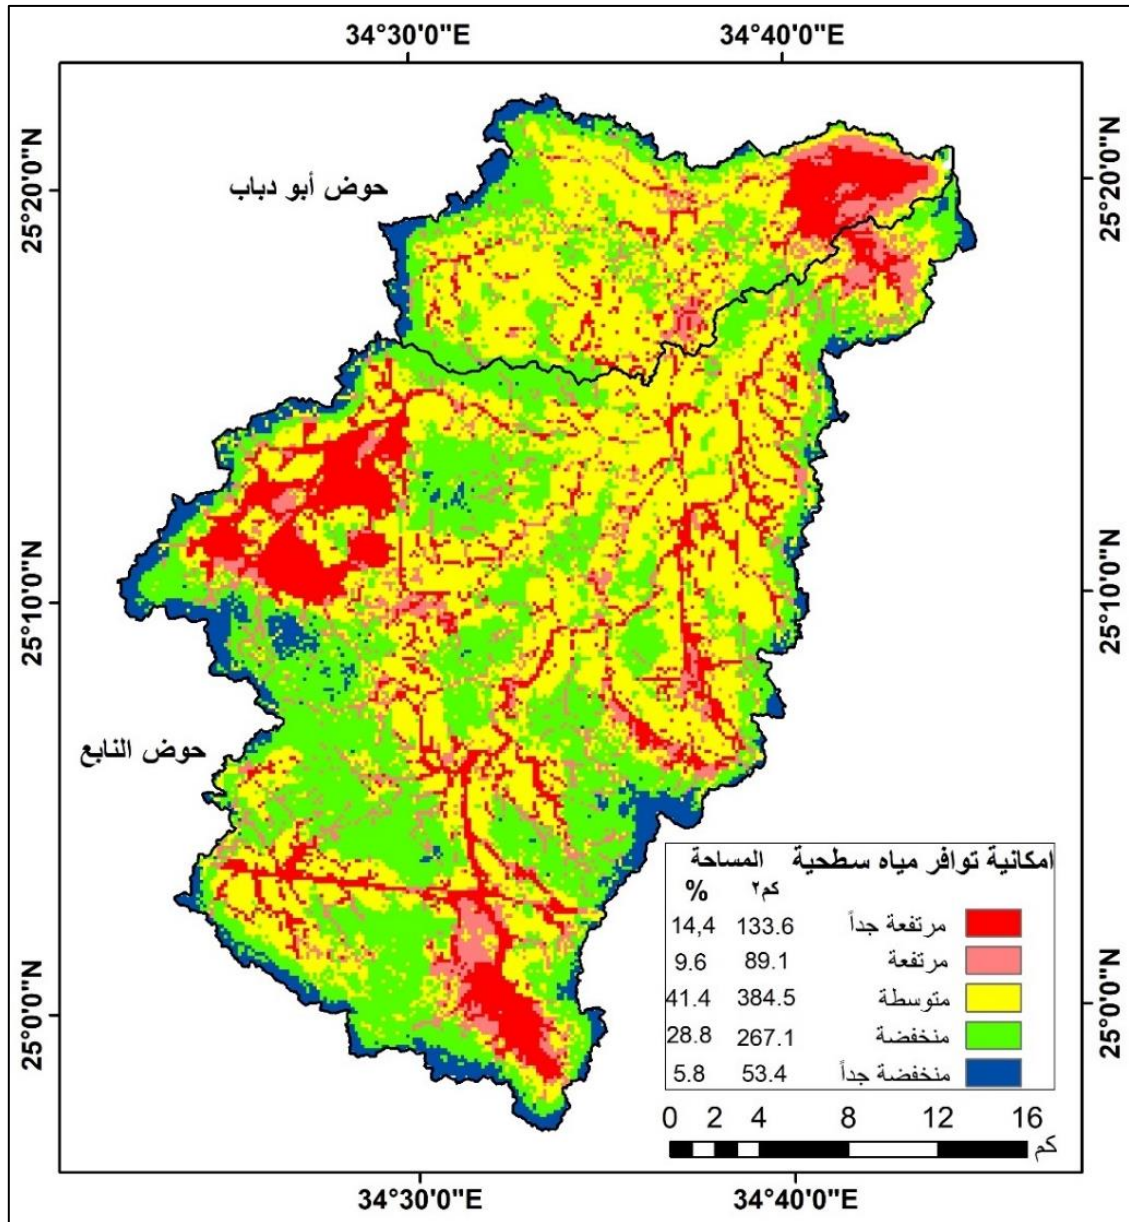 34°30'0"E 34°40'0"E
25°20'0"N
25°20'0"N
حوض أبو دباب
25°10'0"N
25°10'0"N
حوض النابع
امكانية توافر مياه سطحية المساحة
كم٢ %
مرتفعة جداً 133.6 14,4
مرتفعة 89.1 9.6
متوسطة 384.5 41.4
منخفضة 267.1 28.8
منخفضة جداً 53.4 5.8
25°0'0"N
25°0'0"N
0 2 4 8 12 16
كم
34°30'0"E 34°40'0"E